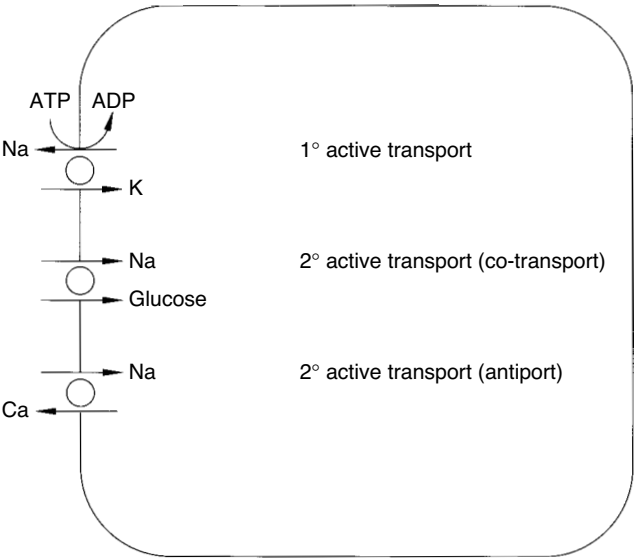 ATP ADP
Na
1° active transport
K
Na
2° active transport (co-transport)
Glucose
Na
2° active transport (antiport)
Ca